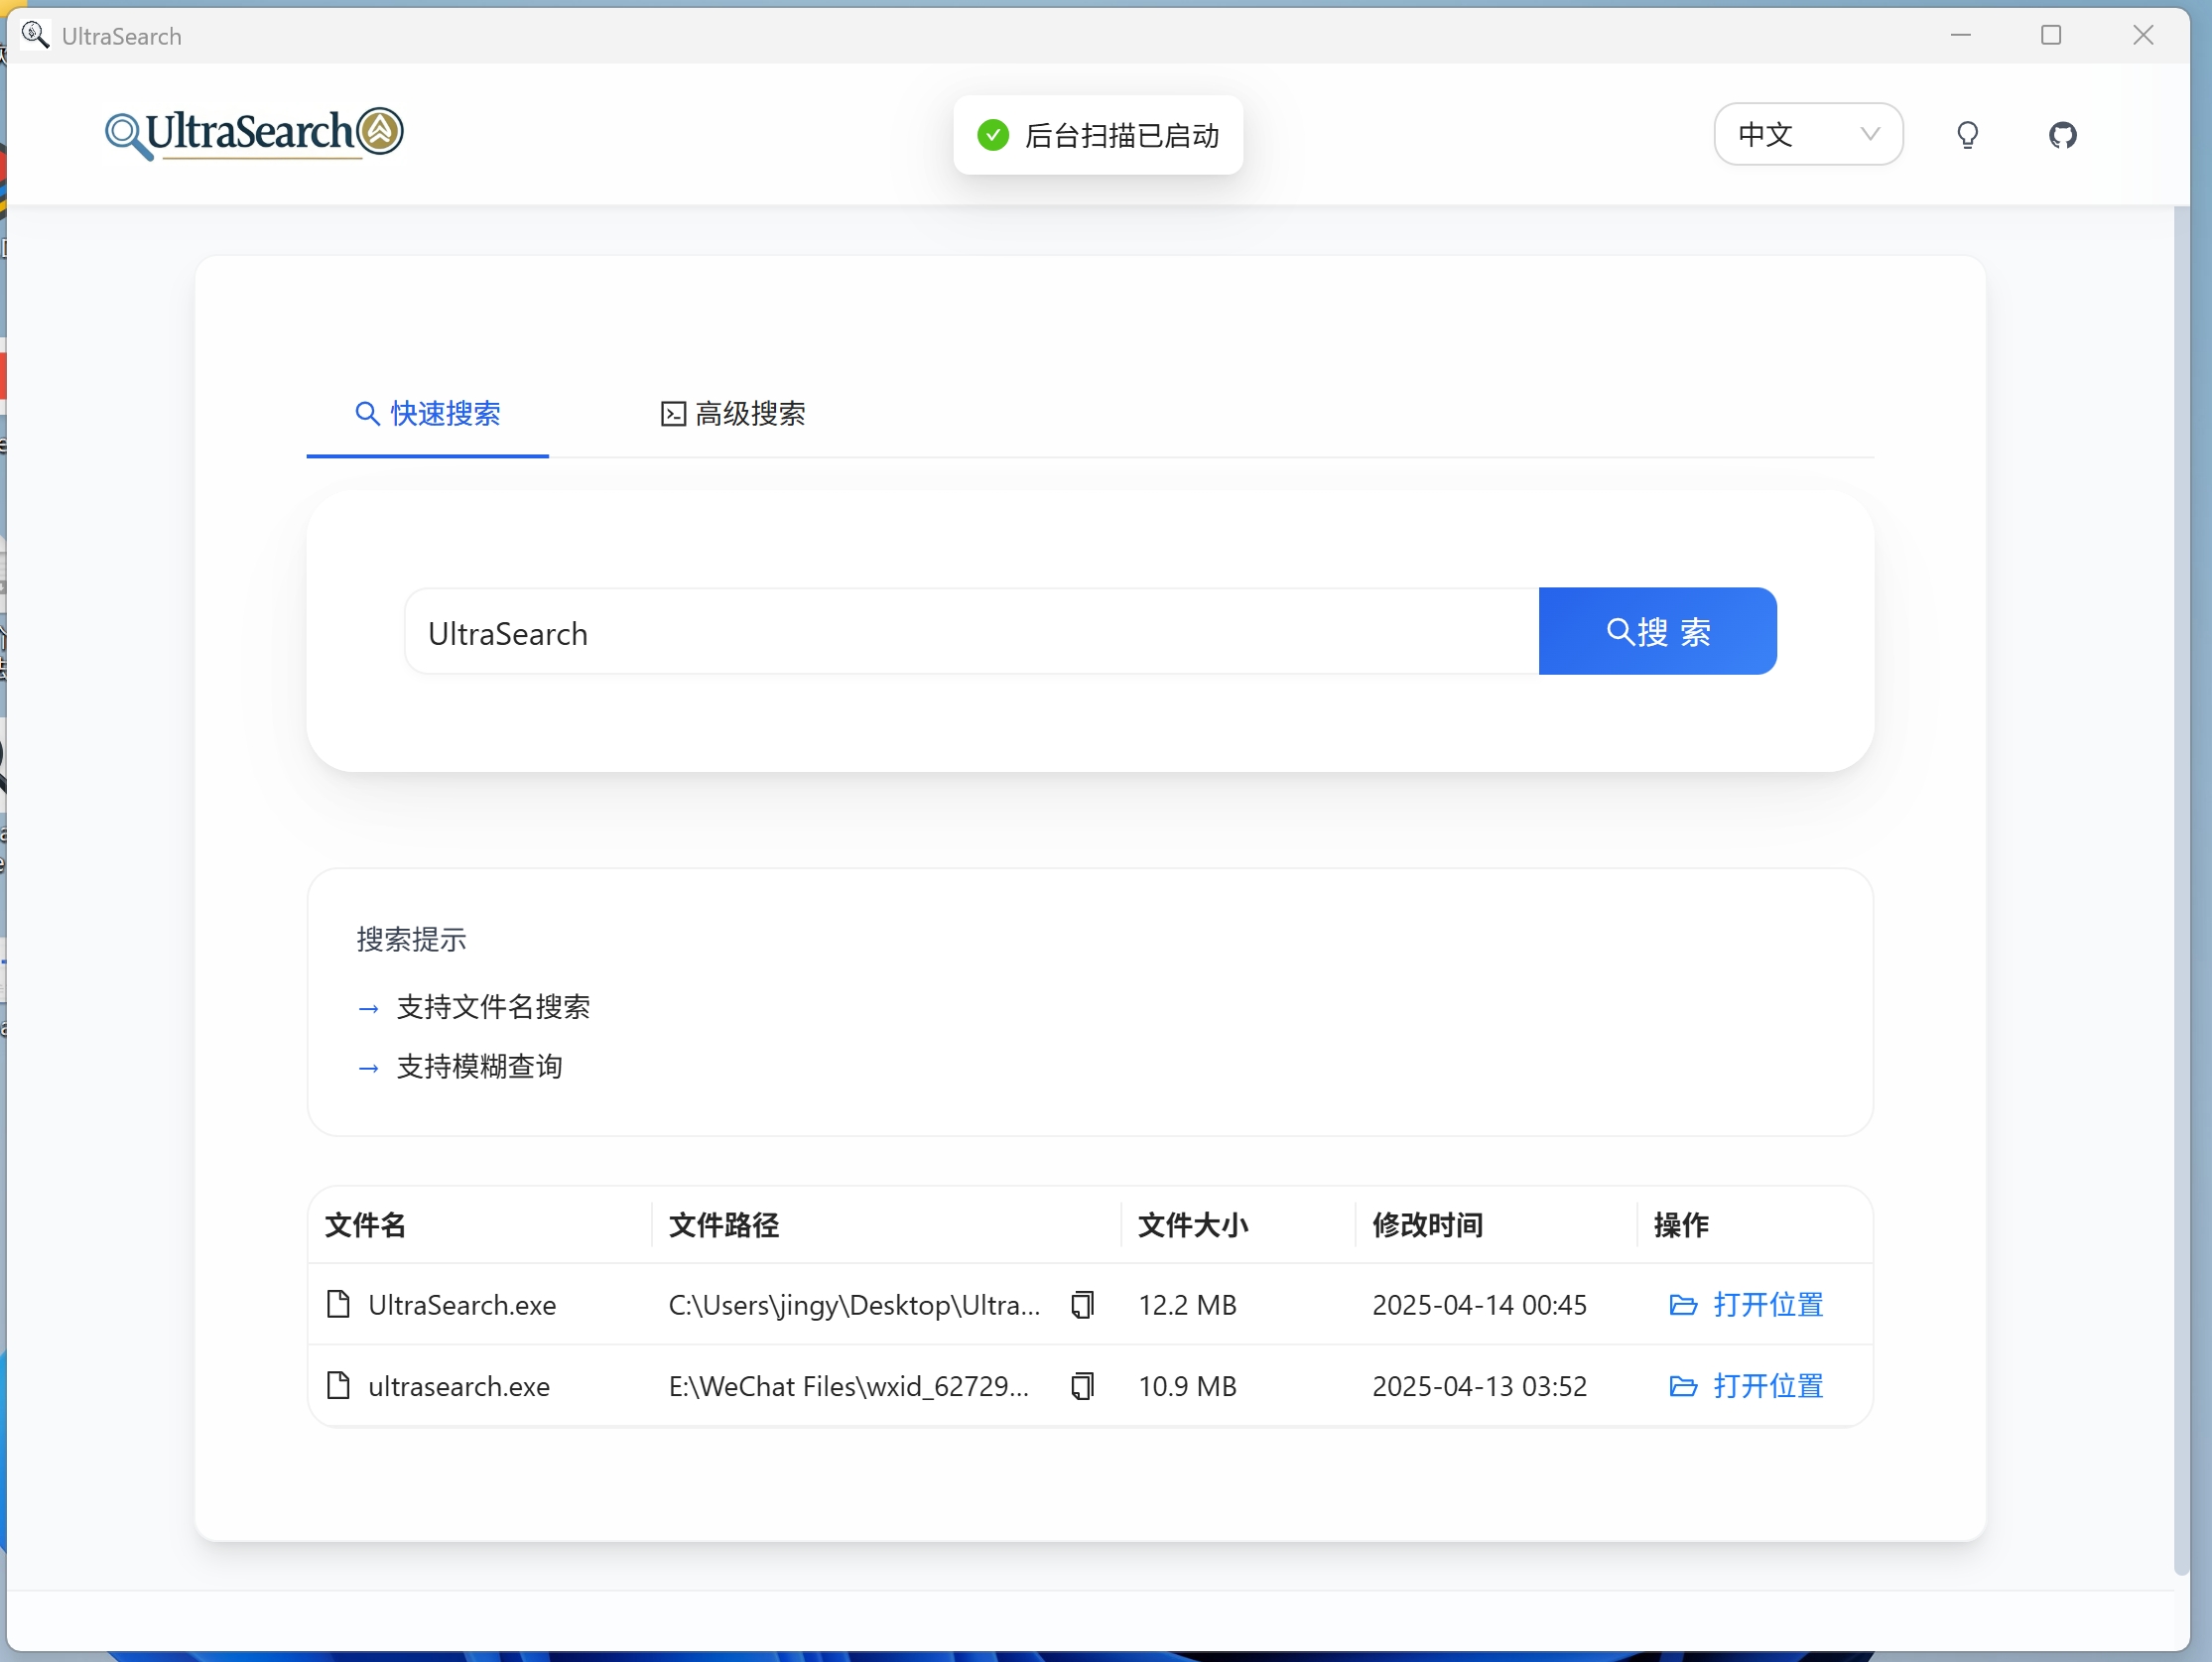 UltraSearch
UltraSearch
后台扫描已启动
中文
快速搜索
高级搜索
UltraSearch
搜 索
搜索提示
→ 支持文件名搜索
→ 支持模糊查询
文件名 文件路径 文件大小 修改时间 操作
UltraSearch.exe C:\Users\jingy\Desktop\Ultra... 12.2 MB 2025-04-14 00:45 打开位置
ultrasearch.exe E:\WeChat Files\wxid_62729... 10.9 MB 2025-04-13 03:52 打开位置